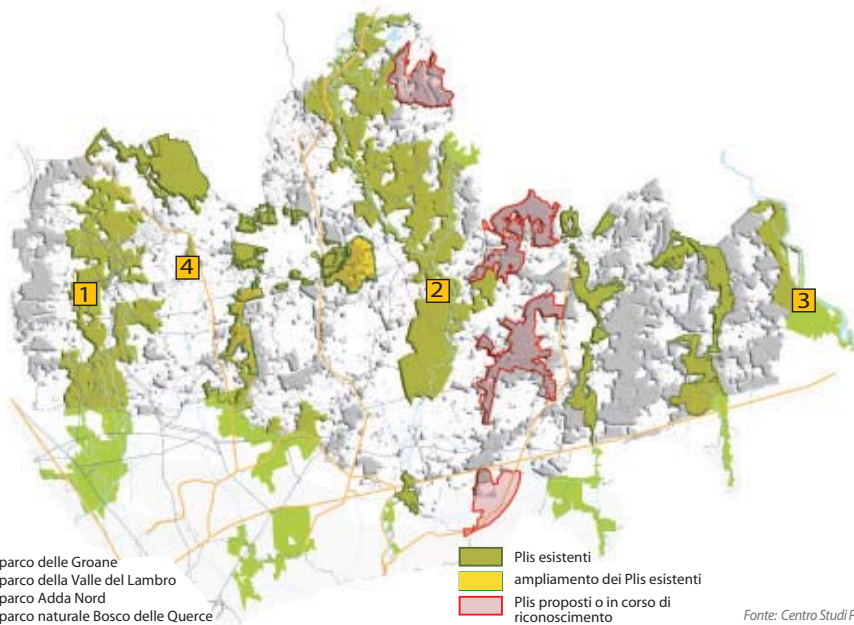 1
4
2
3
parco delle Groane
parco della Valle del Lambro
parco Adda Nord
parco naturale Bosco delle Querce
Plis esistenti
ampliamento dei Plis esistenti
Plis proposti o in corso di
riconoscimento
Fonte: Centro Studi P